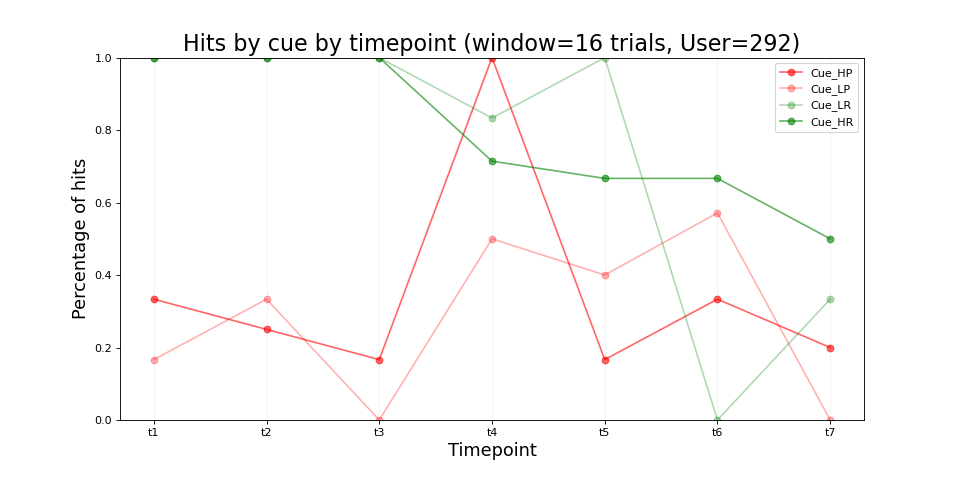 Hits by cue by timepoint (window=16 trials, User=292)
Percentage of hits
1.0
0.8
0.6
0.4
0.2
0.0
t1 t2 t3 t4 t5 t6 t7
Timepoint
Cue_HP
Cue_LP
Cue_LR
Cue_HR